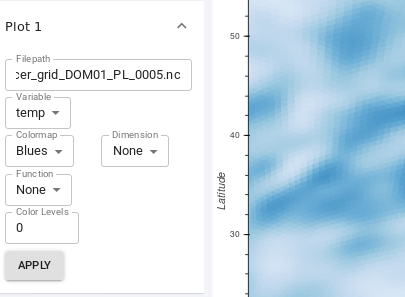 Plot 1
Filepath
:er_grid_DOM01_PL_0005.nc
Variable
temp
Colormap
Blues
Dimension
None
Function
None
Color Levels
0
APPLY
50
40
30
Latitude